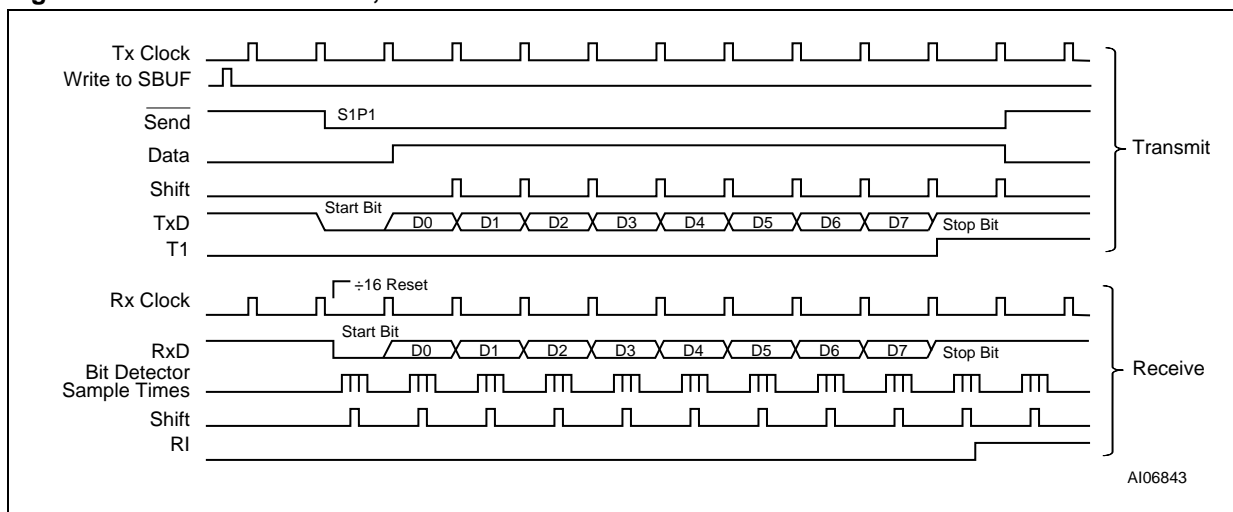 Tx Clock
Write to SBUF
Send
S1P1
Data
Shift
TxD
Start Bit
D0 D1 D2 D3 D4 D5 D6 D7
Stop Bit
T1
Transmit
Rx Clock
÷16 Reset
RxD
Start Bit
D0 D1 D2 D3 D4 D5 D6 D7
Stop Bit
Bit Detector
Sample Times
Shift
RI
Receive
AI06843